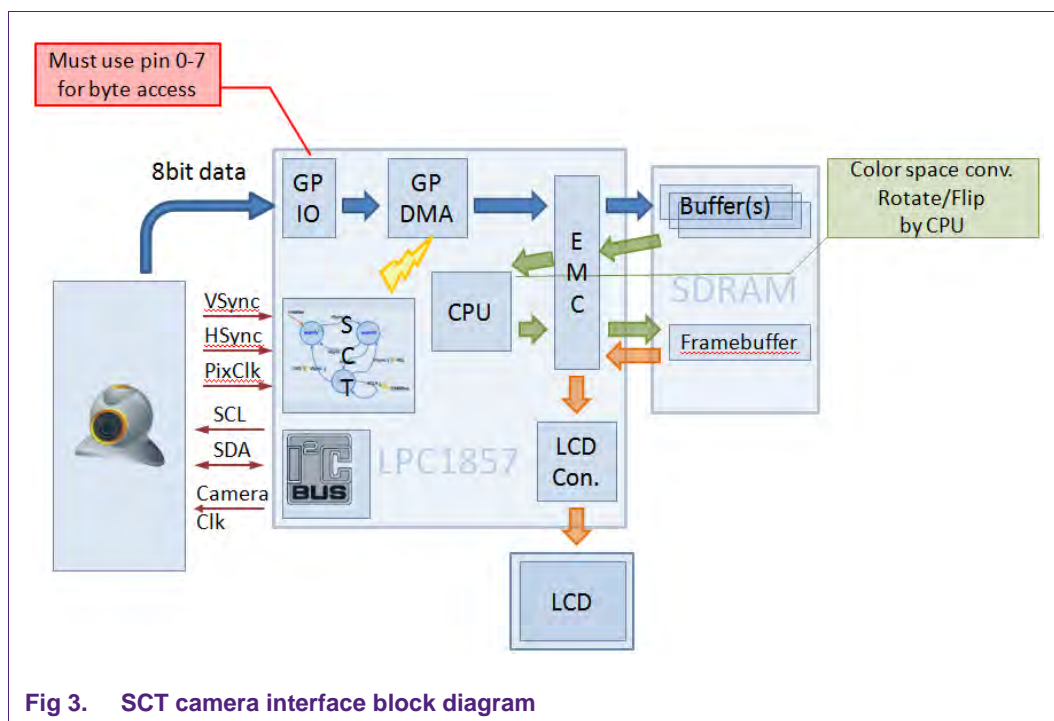 Must use pin 0-7
for byte access
8bit data
GP
IO
GP
DMA
E
M
C
Buffer(s)
Color space conv.
Rotate/Flip
by CPU
SDRAM
CPU
Framebuffer
VSync
HSync
PixClk
S
C
T
SCL
SDA
Camera
Clk
I²C
BUS
LPC1857
LCD
Con.
LCD
Fig 3. SCT camera interface block diagram